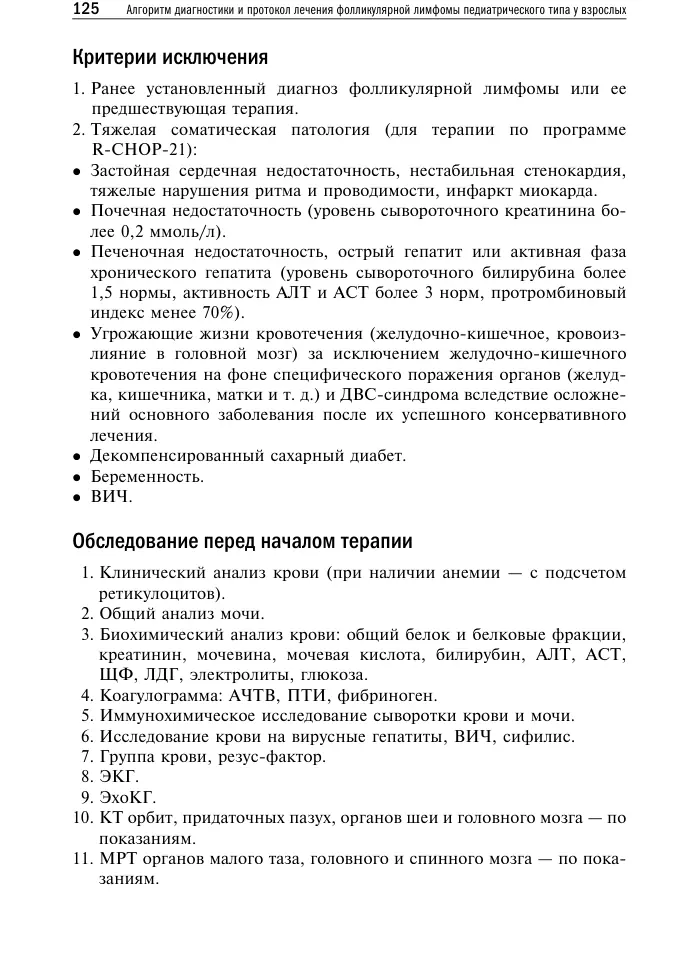 125 Алгоритм диагностики и протокол лечения фолликулярной лимфомы педиатрического типа у взрослых
Критерии исключения
1. Ранее установленный диагноз фолликулярной лимфомы или ее
предшествующая терапия.
2. Тяжелая соматическая патология (для терапии по программе
R-CHOP-21):
• Застойная сердечная недостаточность, нестабильная стенокардия,
тяжелые нарушения ритма и проводимости, инфаркт миокарда.
• Почечная недостаточность (уровень сывороточного креатинина бо-
лее 0,2 ммоль/л).
• Печеночная недостаточность, острый гепатит или активная фаза
хронического гепатита (уровень сывороточного билирубина более
1,5 нормы, активность АЛТ и АСТ более 3 норм, протромбиновый
индекс менее 70%).
• Угрожающие жизни кровотечения (желудочно-кишечное, кровоиз-
лияние в головной мозг) за исключением желудочно-кишечного
кровотечения на фоне специфического поражения органов (желуд-
ка, кишечника, матки и т. д.) и ДВС-синдрома вследствие осложне-
ний основного заболевания после их успешного консервативного
лечения.
• Декомпенсированный сахарный диабет.
• Беременность.
• ВИЧ.
Обследование перед началом терапии
1. Клинический анализ крови (при наличии анемии — с подсчетом
ретикулоцитов).
2. Общий анализ мочи.
3. Биохимический анализ крови: общий белок и белковые фракции,
креатинин, мочевина, мочевая кислота, билирубин, АЛТ, АСТ,
ЩФ, ЛДГ, электролиты, глюкоза.
4. Коагулограмма: АЧТВ, ПТИ, фибриноген.
5. Иммунохимическое исследование сыворотки крови и мочи.
6. Исследование крови на вирусные гепатиты, ВИЧ, сифилис.
7. Группа крови, резус-фактор.
8. ЭКГ.
9. ЭхоКГ.
10. КТ орбит, придаточных пазух, органов шеи и головного мозга — по
показаниям.
11. МРТ органов малого таза, головного и спинного мозга — по пока-
заниям.